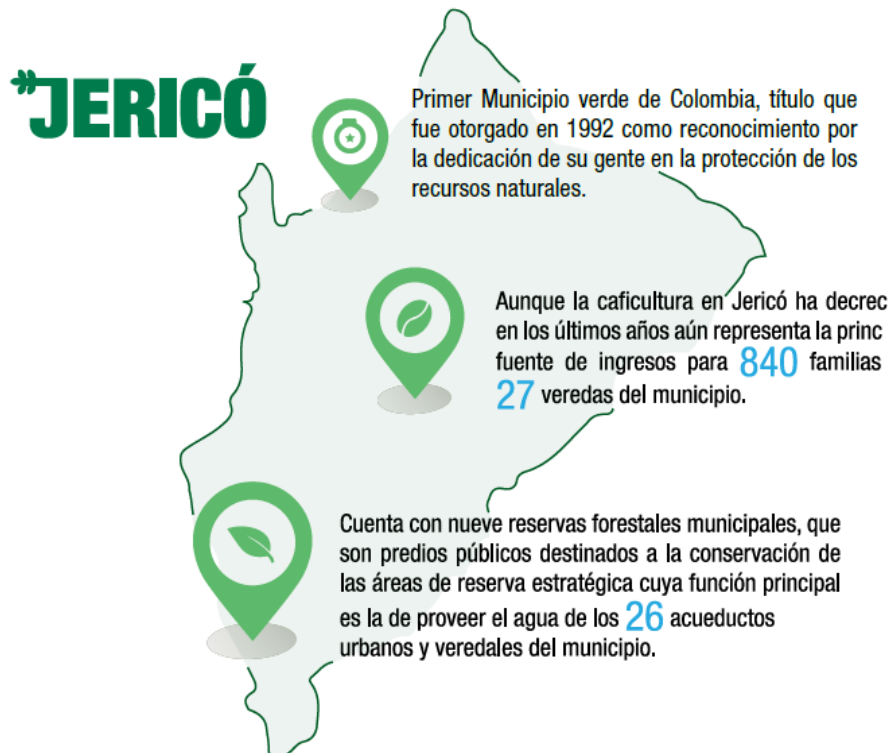 JERICÓ
Primer Municipio verde de Colombia, título que
fue otorgado en 1992 como reconocimiento por
la dedicación de su gente en la protección de los
recursos naturales.
Aunque la caficultura en Jericó ha decrec
en los últimos años aún representa la princ
fuente de ingresos para 840 familias
27 veredas del municipio.
Cuenta con nueve reservas forestales municipales, que
son predios públicos destinados a la conservación de
las áreas de reserva estratégica cuya función principal
es la de proveer el agua de los 26 acueductos
urbanos y veredales del municipio.